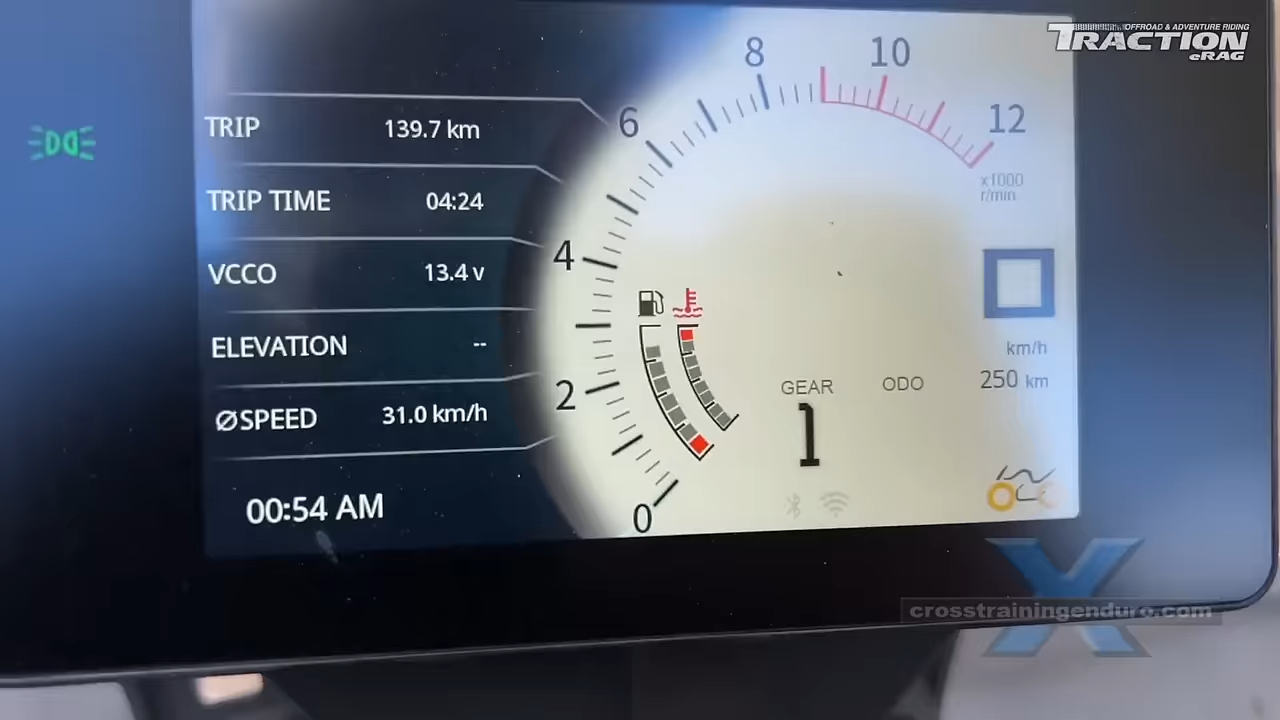 OFFROAD & ADVENTURE RIDING
TRACTION
eRAG
TRIP 139.7 km
TRIP TIME 04:24
VCCO 13.4 v
ELEVATION --
ØSPEED 31.0 km/h
00:54 AM
0
2
4
6
8
10
12
x1000
r/min
km/h
GEAR
1
ODO 250 km
crosstrainingenduro.com
X